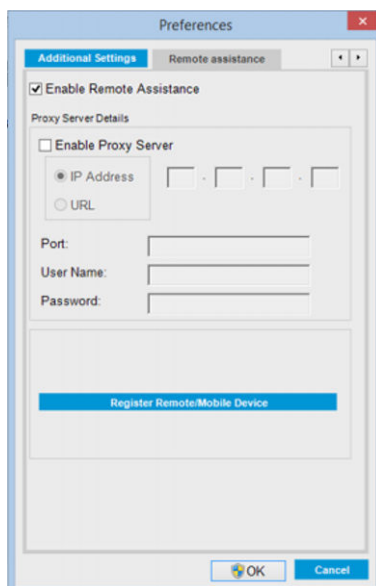 Preferences
Additional Settings
Remote assistance
Enable Remote Assistance
Proxy Server Details
Enable Proxy Server
IP Address
URL
Port:
User Name:
Password:
Register Remote/Mobile Device
OK
Cancel